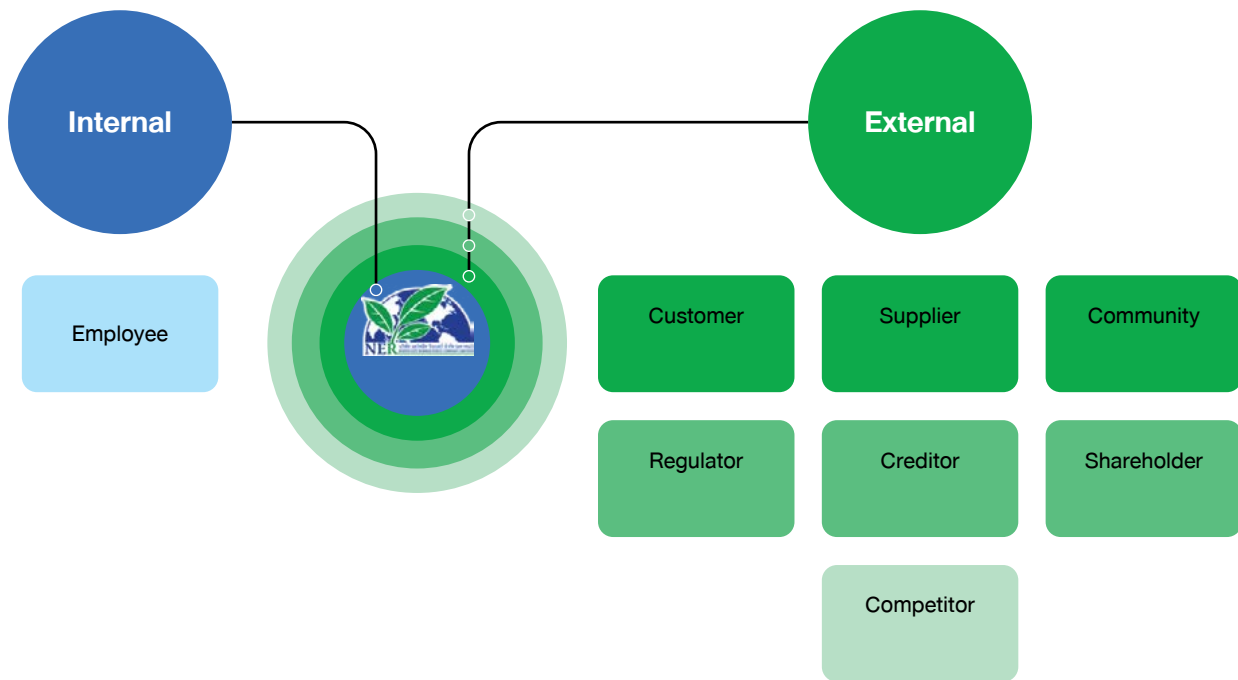 Internal
External
NER
Employee
Customer
Supplier
Community
Regulator
Creditor
Shareholder
Competitor